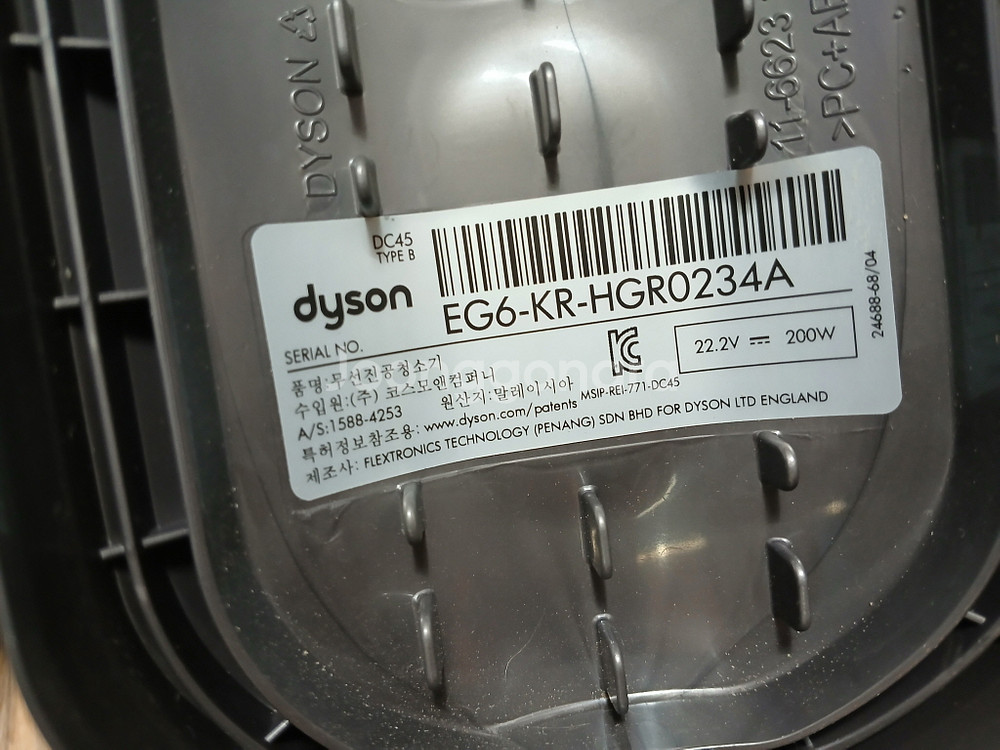 DYSON
11-6623
>PC+AB
DC45
TYPE B
dyson
EG6-KR-HGR0234A
SERIAL NO.
22.2V ⎓ 200W
24688-68/04
품명:무선진공청소기
수입원:(주) 코스모앤컴퍼니
A/S:1588-4253 원산지:말레이시아 MSIP-REI-771-DC45
특허정보참조용: www.dyson.com/patents
제조사: FLEXTRONICS TECHNOLOGY (PENANG) SDN BHD FOR DYSON LTD ENGLAND
joonggonara